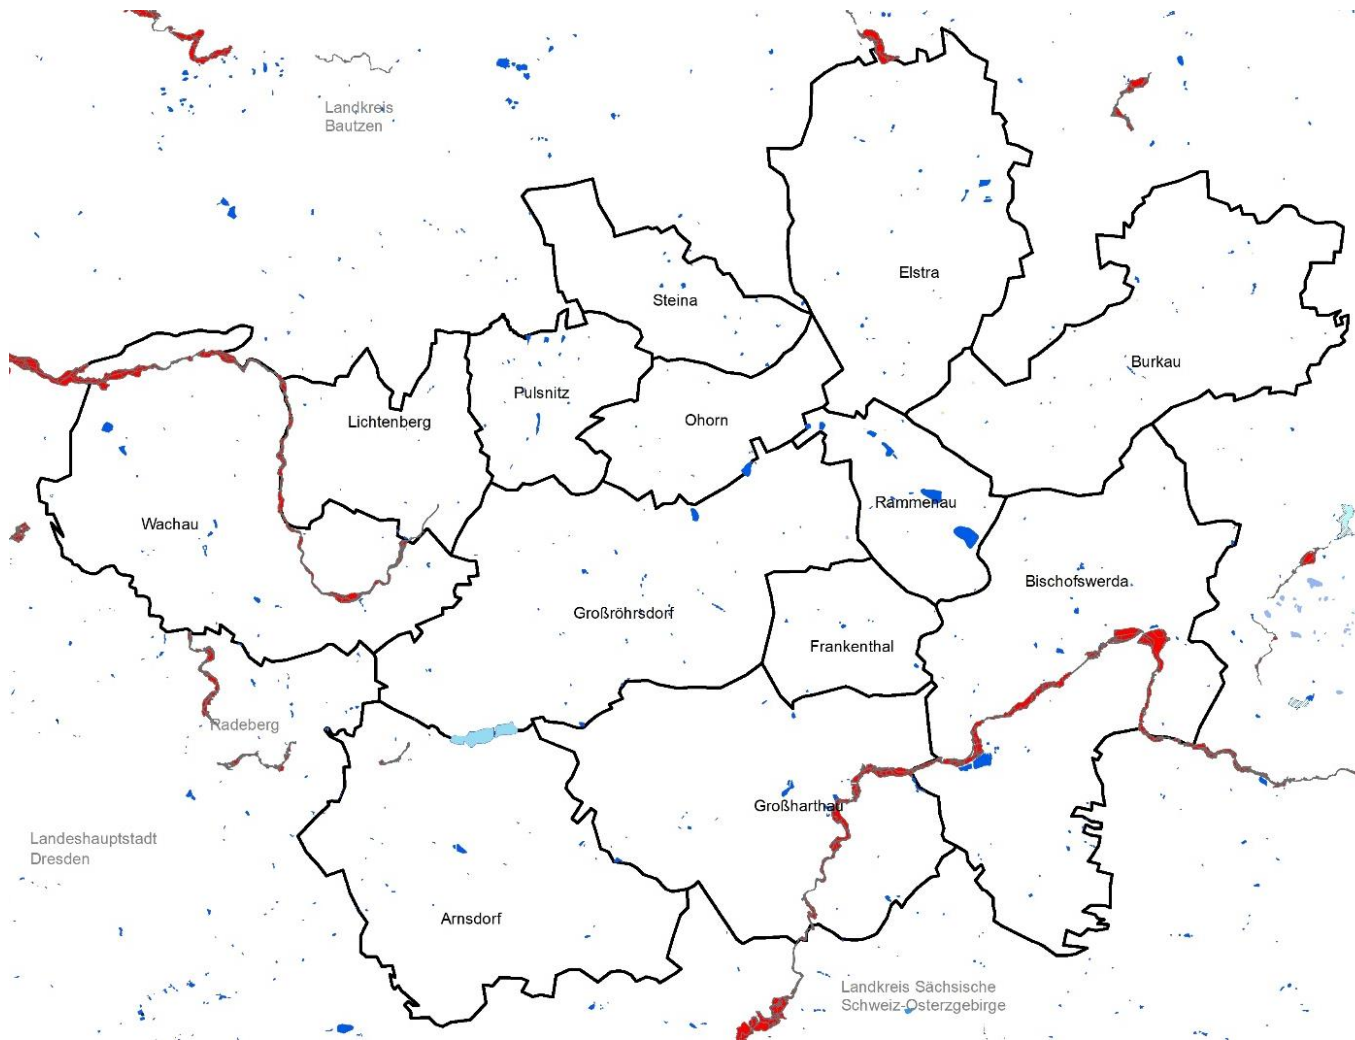 Landkreis
Bautzen
Elstra
Steina
Burkau
Pulsnitz
Lichtenberg
Ohorn
Rammenau
Wachau
Bischofswerda
Großröhrsdorf
Frankenthal
Radeberg
Großharthau
Landeshauptstadt
Dresden
Arnsdorf
Landkreis Sächsische
Schweiz-Osterzgebirge